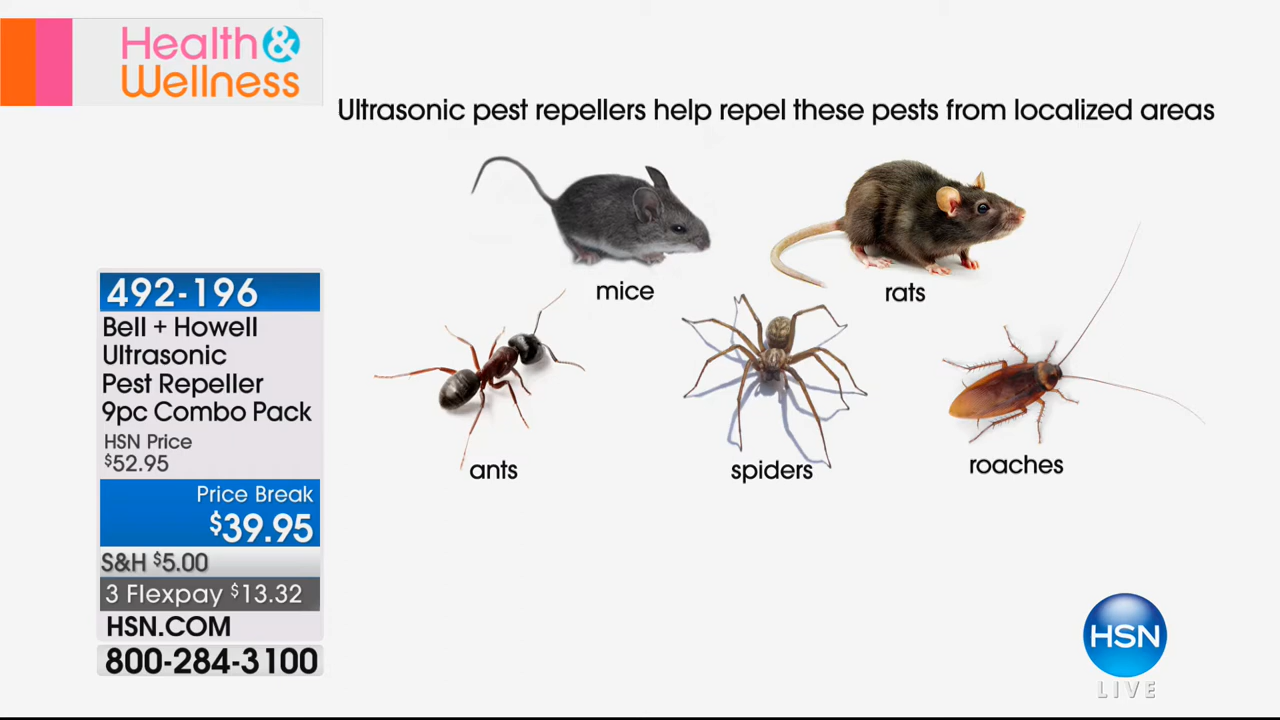 Health&
Wellness
Ultrasonic pest repellers help repel these pests from localized areas
mice
rats
ants
spiders
roaches
492-196
Bell + Howell
Ultrasonic
Pest Repeller
9pc Combo Pack
HSN Price
$52.95
Price Break
$39.95
S&H $5.00
3 Flexpay $13.32
HSN.COM
800-284-3100
HSN
LIVE